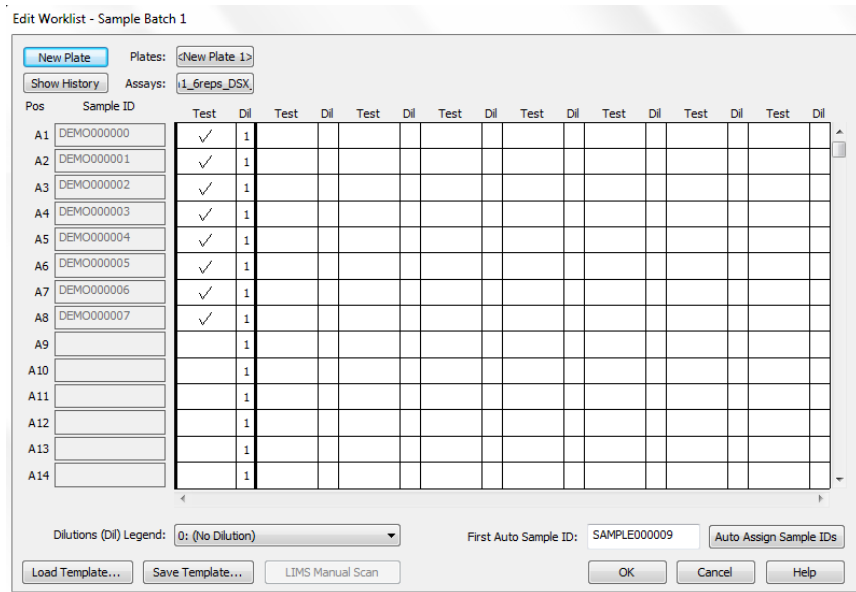 Edit Worklist - Sample Batch 1
New Plate Plates: <New Plate 1>
Show History Assays: 1_6reps_DSX
Pos Sample ID Test Dil Test Dil Test Dil Test Dil Test Dil Test Dil Test Dil Test Dil
A1 DEMO000000 ✓ 1
A2 DEMO000001 ✓ 1
A3 DEMO000002 ✓ 1
A4 DEMO000003 ✓ 1
A5 DEMO000004 ✓ 1
A6 DEMO000005 ✓ 1
A7 DEMO000006 ✓ 1
A8 DEMO000007 ✓ 1
A9 1
A10 1
A11 1
A12 1
A13 1
A14 1
Dilutions (Dil) Legend: 0: (No Dilution) First Auto Sample ID: SAMPLE000009 Auto Assign Sample IDs
Load Template... Save Template... LIMS Manual Scan OK Cancel Help